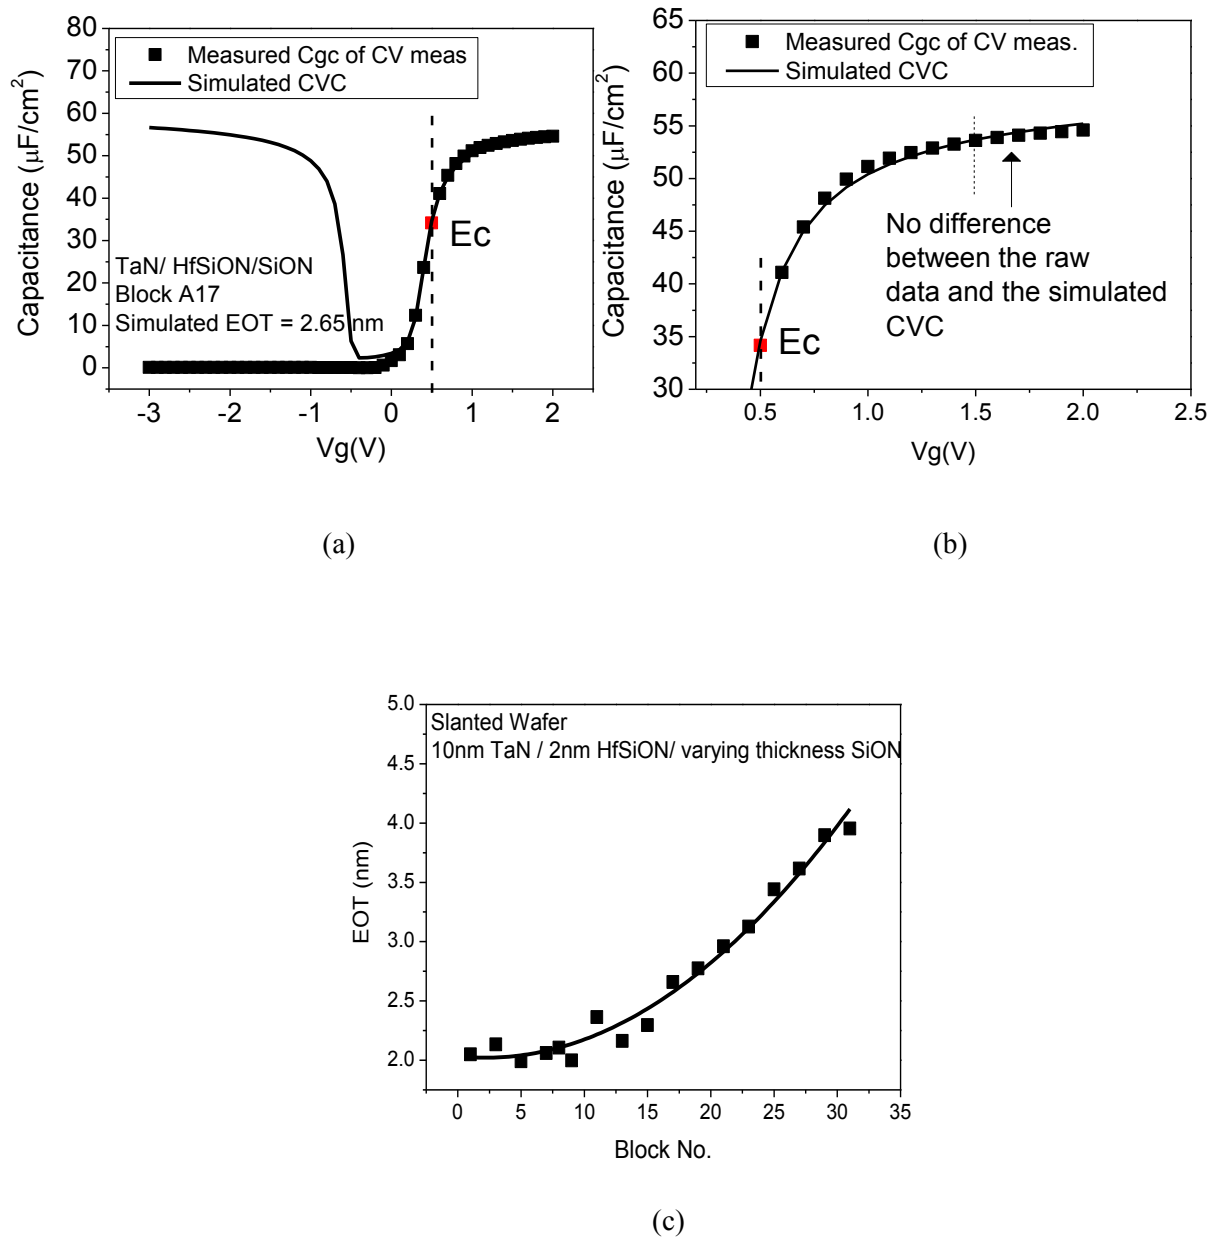 80
70
60
50
40
30
20
10
0
Capacitance (μF/cm²)
Measured Cgc of CV meas
Simulated CVC
Ec
TaN/ HfSiON/SiON
Block A17
Simulated EOT = 2.65 nm
-3 -2 -1 0 1 2
Vg(V)
(a)
65
60
55
50
45
40
35
30
Capacitance (μF/cm²)
Measured Cgc of CV meas.
Simulated CVC
No difference
between the raw
data and the simulated
CVC
Ec
0.5 1.0 1.5 2.0 2.5
Vg(V)
(b)
5.0
4.5
4.0
3.5
3.0
2.5
2.0
EOT (nm)
Slanted Wafer
10nm TaN / 2nm HfSiON/ varying thickness SiON
0 5 10 15 20 25 30 35
Block No.
(c)